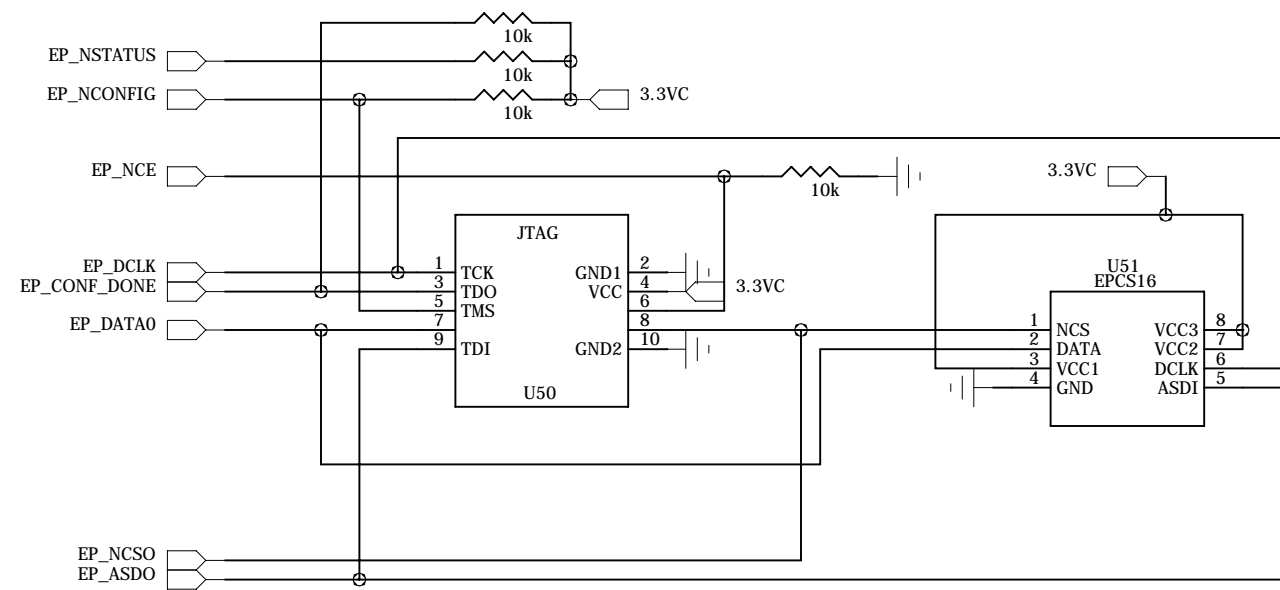 10k
EP_NSTATUS
10k
EP_NCONFIG
3.3VC
10k
EP_NCE
3.3VC
10k
JTAG
EP_DCLK
1 TCK GND1 2
EP_CONF_DONE
3 TDO VCC 4
3.3VC
5 TMS 6
EP_DATA0
7 8
9 TDI GND2 10
U50
U51
EPCS16
1 NCS VCC3 8
2 DATA VCC2 7
3 VCC1 DCLK 6
4 GND ASDI 5
EP_NCSO
EP_ASDO